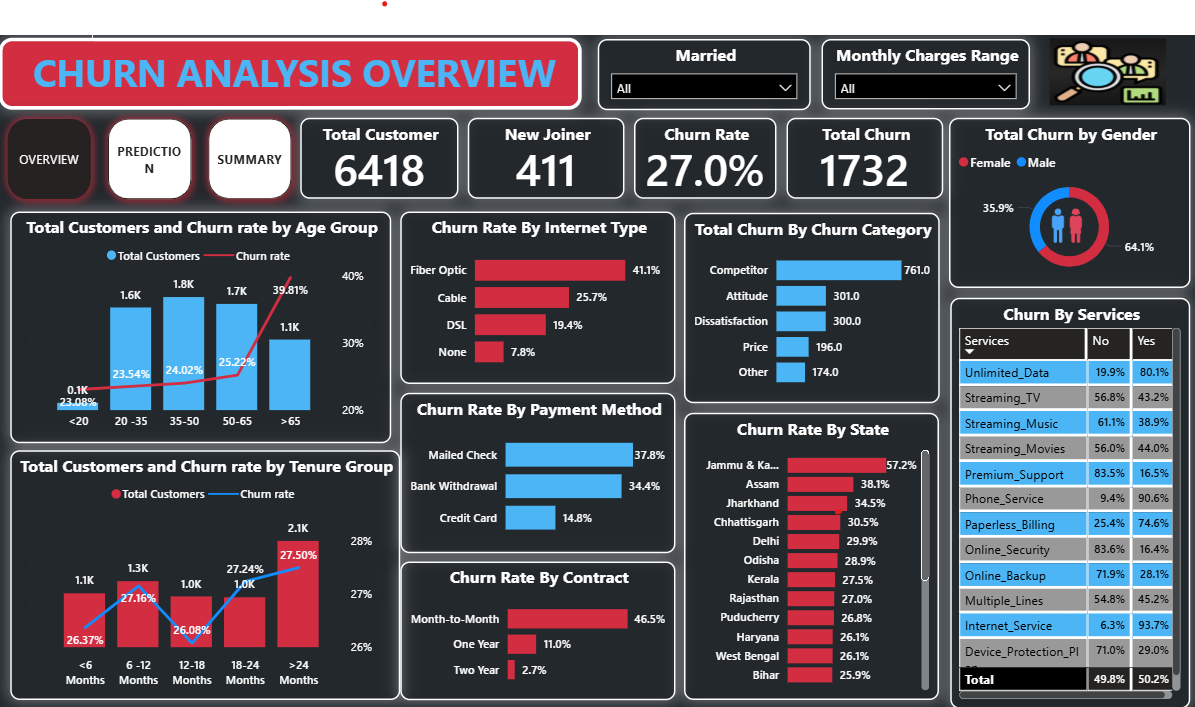 CHURN ANALYSIS OVERVIEW
Married
All
Monthly Charges Range
All
OVERVIEW
PREDICTIO
N
SUMMARY
Total Customer
6418
New Joiner
411
Churn Rate
27.0%
Total Churn
1732
Total Churn by Gender
Female Male
35.9%
64.1%
Total Customers and Churn rate by Age Group
Total Customers Churn rate
40%
30%
20%
0.1K
1.6K
1.8K
1.7K
1.1K
23.08%
23.54%
24.02%
25.22%
39.81%
<20
20 -35
35-50
50-65
>65
Churn Rate By Internet Type
Fiber Optic 41.1%
Cable 25.7%
DSL 19.4%
None 7.8%
Total Churn By Churn Category
Competitor 761.0
Attitude 301.0
Dissatisfaction 300.0
Price 196.0
Other 174.0
Churn By Services
Services No Yes
Unlimited_Data 19.9% 80.1%
Streaming_TV 56.8% 43.2%
Streaming_Music 61.1% 38.9%
Streaming_Movies 56.0% 44.0%
Premium_Support 83.5% 16.5%
Phone_Service 9.4% 90.6%
Paperless_Billing 25.4% 74.6%
Online_Security 83.6% 16.4%
Online_Backup 71.9% 28.1%
Multiple_Lines 54.8% 45.2%
Internet_Service 6.3% 93.7%
Device_Protection_Pl 71.0% 29.0%
Total 49.8% 50.2%
Total Customers and Churn rate by Tenure Group
Total Customers Churn rate
28%
27%
26%
1.1K
1.3K
1.0K
1.0K
2.1K
26.37%
27.16%
26.08%
27.24%
27.50%
<6
Months
6 -12
Months
12-18
Months
18-24
Months
>24
Months
Churn Rate By Payment Method
Mailed Check 37.8%
Bank Withdrawal 34.4%
Credit Card 14.8%
Churn Rate By Contract
Month-to-Month 46.5%
One Year 11.0%
Two Year 2.7%
Churn Rate By State
Jammu & Ka... 57.2%
Assam 38.1%
Jharkhand 34.5%
Chhattisgarh 30.5%
Delhi 29.9%
Odisha 28.9%
Kerala 27.5%
Rajasthan 27.0%
Puducherry 26.8%
Haryana 26.1%
West Bengal 26.1%
Bihar 25.9%